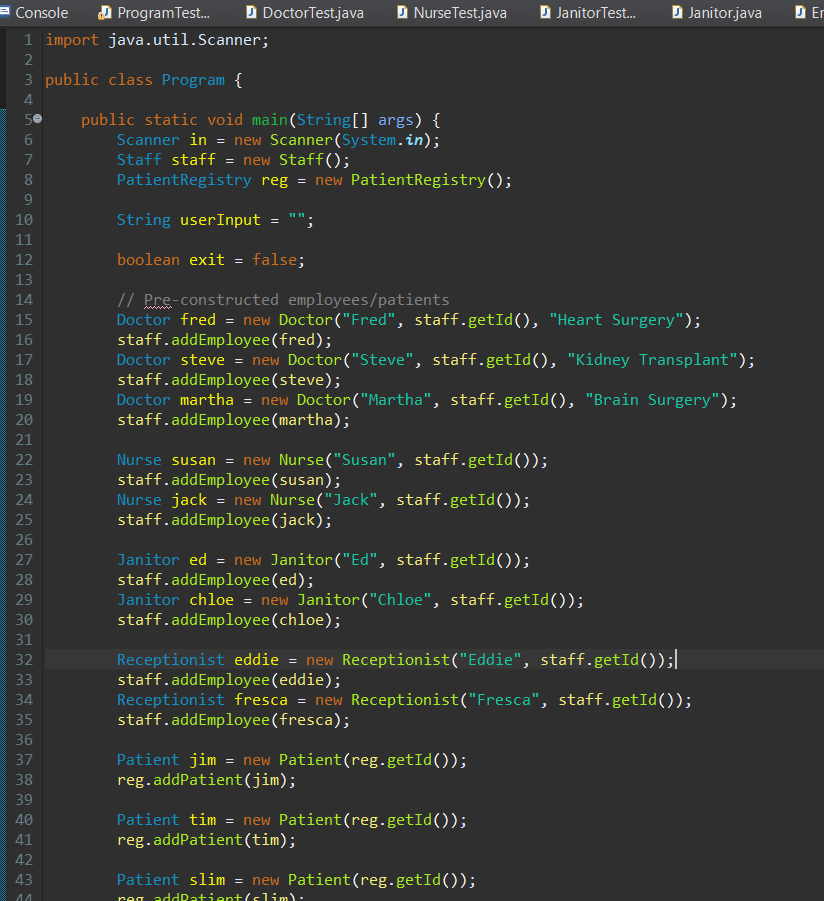 Console ProgramTest... DoctorTest.java NurseTest.java JanitorTest... Janitor.java
1 import java.util.Scanner;
2
3 public class Program {
4
5 public static void main(String[] args) {
6 Scanner in = new Scanner(System.in);
7 Staff staff = new Staff();
8 PatientRegistry reg = new PatientRegistry();
9
10 String userInput = "";
11
12 boolean exit = false;
13
14 // Pre-constructed employees/patients
15 Doctor fred = new Doctor("Fred", staff.getId(), "Heart Surgery");
16 staff.addEmployee(fred);
17 Doctor steve = new Doctor("Steve", staff.getId(), "Kidney Transplant");
18 staff.addEmployee(steve);
19 Doctor martha = new Doctor("Martha", staff.getId(), "Brain Surgery");
20 staff.addEmployee(martha);
21
22 Nurse susan = new Nurse("Susan", staff.getId());
23 staff.addEmployee(susan);
24 Nurse jack = new Nurse("Jack", staff.getId());
25 staff.addEmployee(jack);
26
27 Janitor ed = new Janitor("Ed", staff.getId());
28 staff.addEmployee(ed);
29 Janitor chloe = new Janitor("Chloe", staff.getId());
30 staff.addEmployee(chloe);
31
32 Receptionist eddie = new Receptionist("Eddie", staff.getId());
33 staff.addEmployee(eddie);
34 Receptionist fresca = new Receptionist("Fresca", staff.getId());
35 staff.addEmployee(fresca);
36
37 Patient jim = new Patient(reg.getId());
38 reg.addPatient(jim);
39
40 Patient tim = new Patient(reg.getId());
41 reg.addPatient(tim);
42
43 Patient slim = new Patient(reg.getId());
44 reg.addPatient(slim);